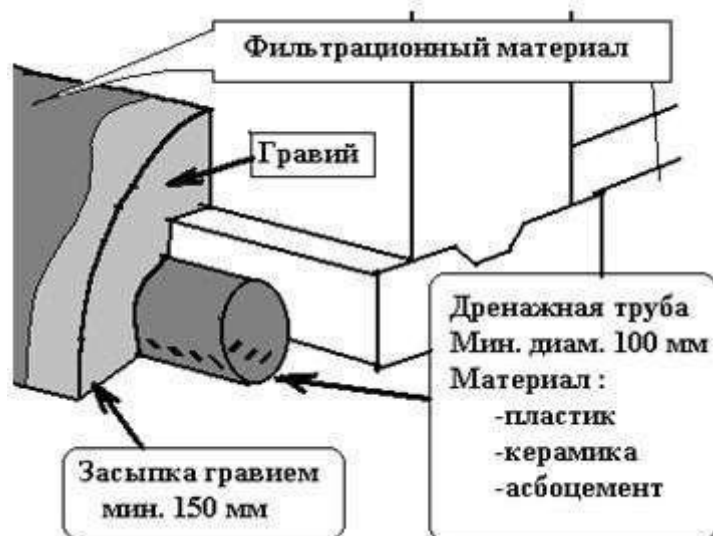 Фильтрационный материал
Гравий
Дренажная труба
Мин. диам. 100 мм
Материал :
-пластик
-керамика
-асбоцемент
Засыпка гравием
мин. 150 мм